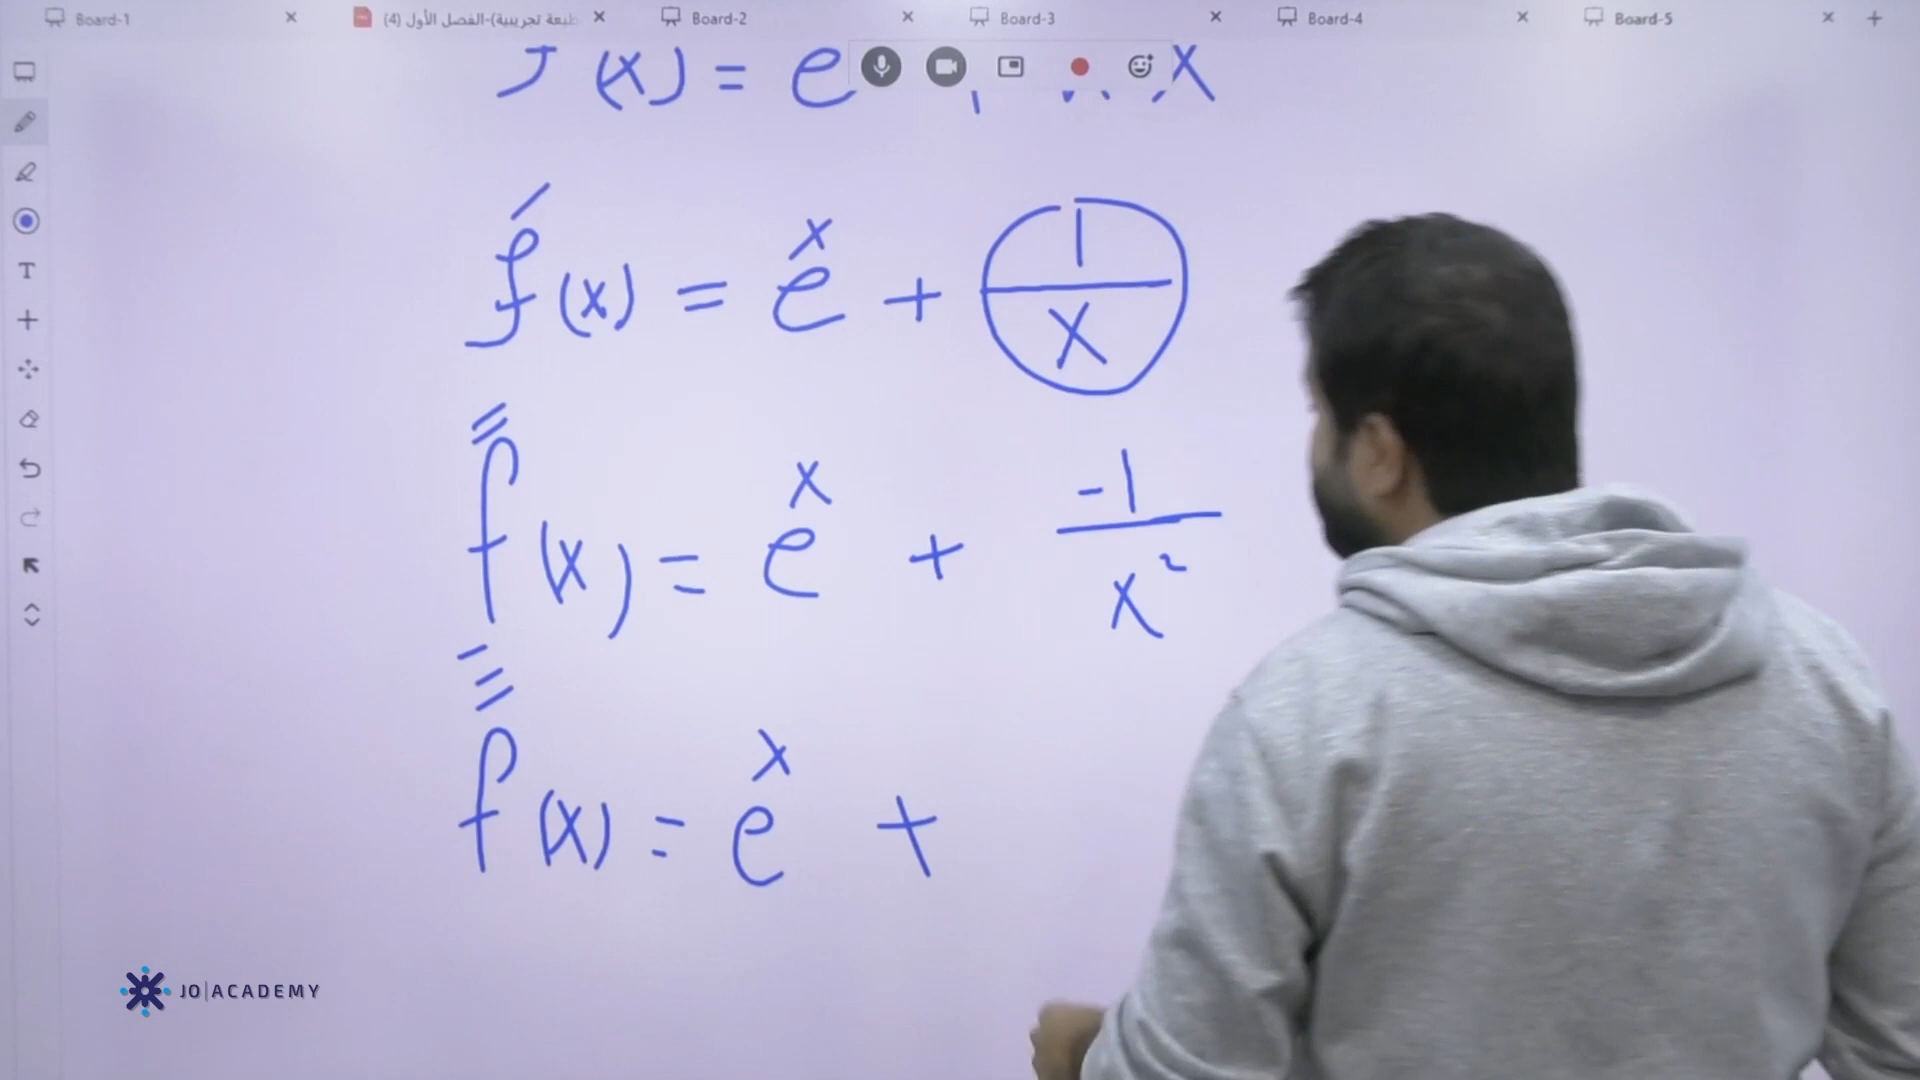 Board-1
(4) طبعة تجريبية)-الفصل الأول)
Board-2
Board-3
Board-4
Board-5
f(x) = e
x
f'(x) = e^x + 1/x
f''(x) = e^x + -1/x^2
f'''(x) = e^x +
T
JO|ACADEMY